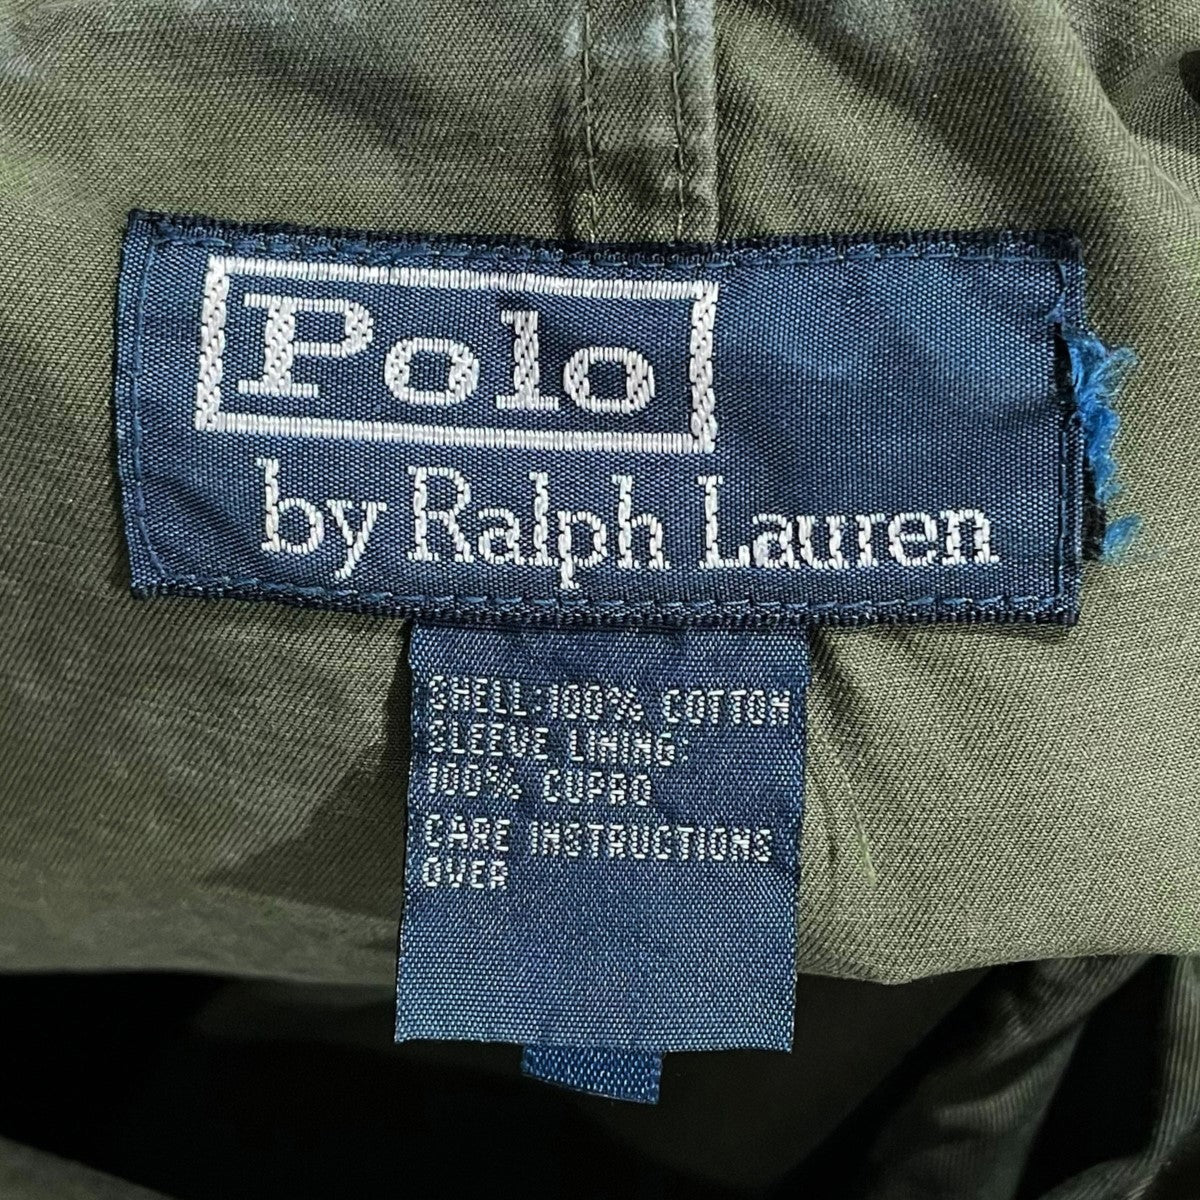 Polo
by Ralph Lauren
SHELL:100% COTTON
SLEEVE LINING
100% CUPRO
CARE INSTRUCTIONS
OVER